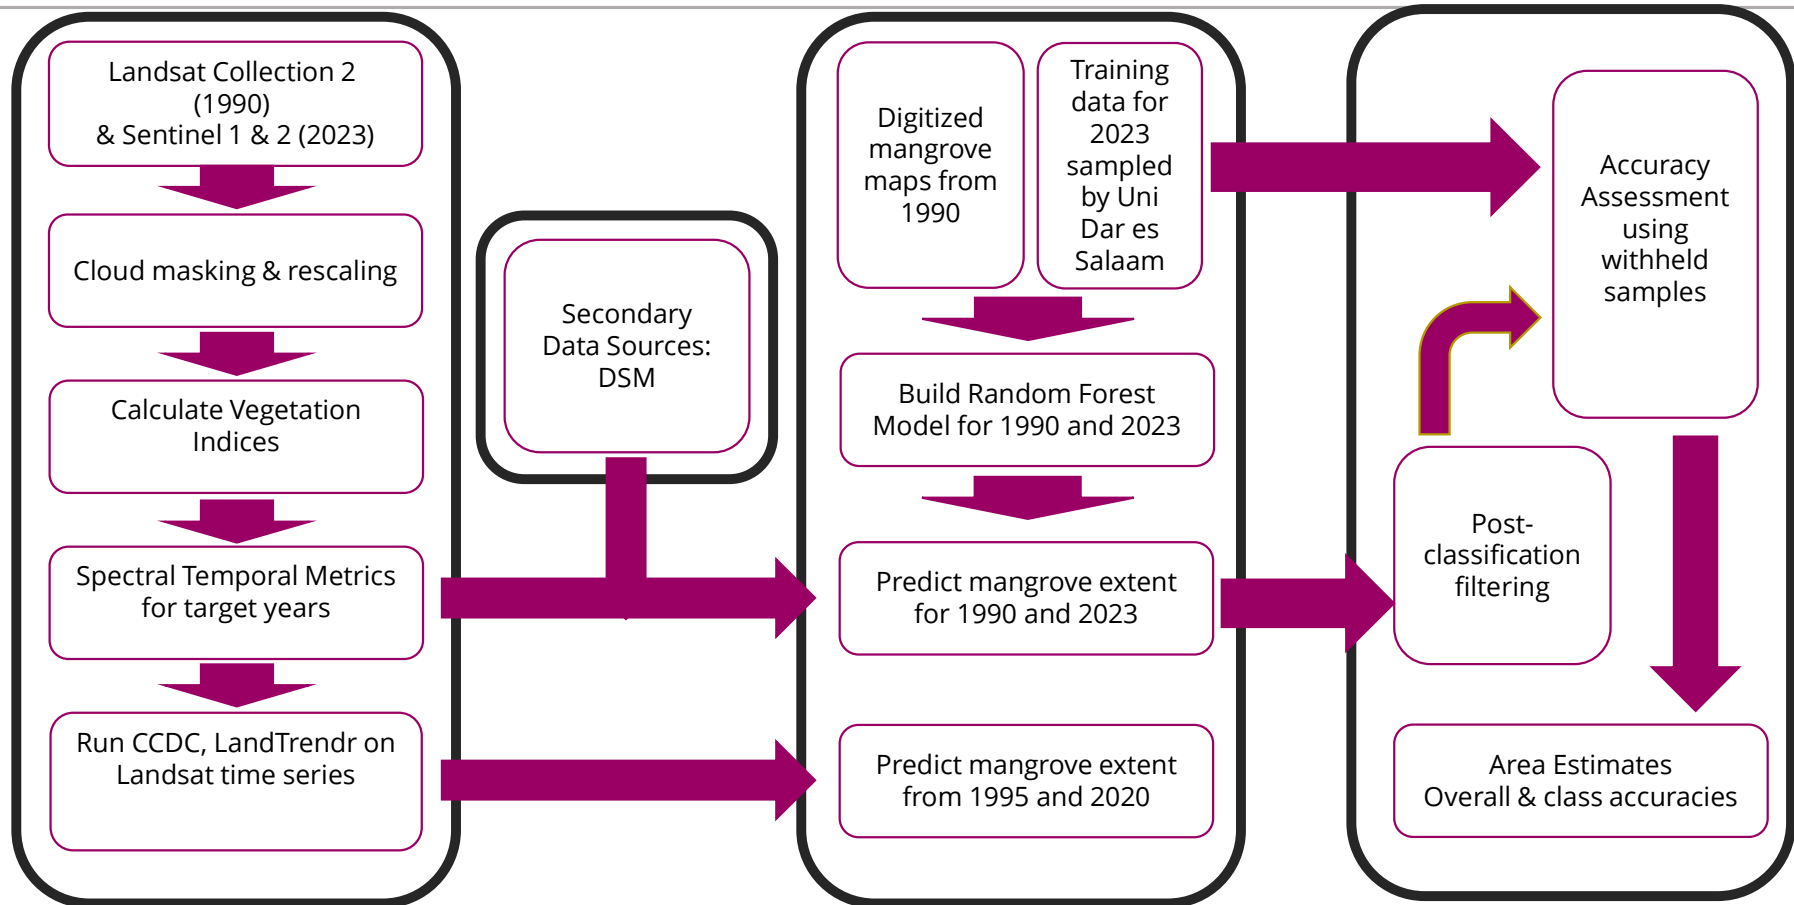 Landsat Collection 2
(1990)
& Sentinel 1 & 2 (2023)
Cloud masking & rescaling
Calculate Vegetation
Indices
Spectral Temporal Metrics
for target years
Run CCDC, LandTrendr on
Landsat time series
Secondary
Data Sources:
DSM
Digitized
mangrove
maps from
1990
Training
data for
2023
sampled
by Uni
Dar es
Salaam
Build Random Forest
Model for 1990 and 2023
Predict mangrove extent
for 1990 and 2023
Predict mangrove extent
from 1995 and 2020
Accuracy
Assessment
using
withheld
samples
Post-
classification
filtering
Area Estimates
Overall & class accuracies